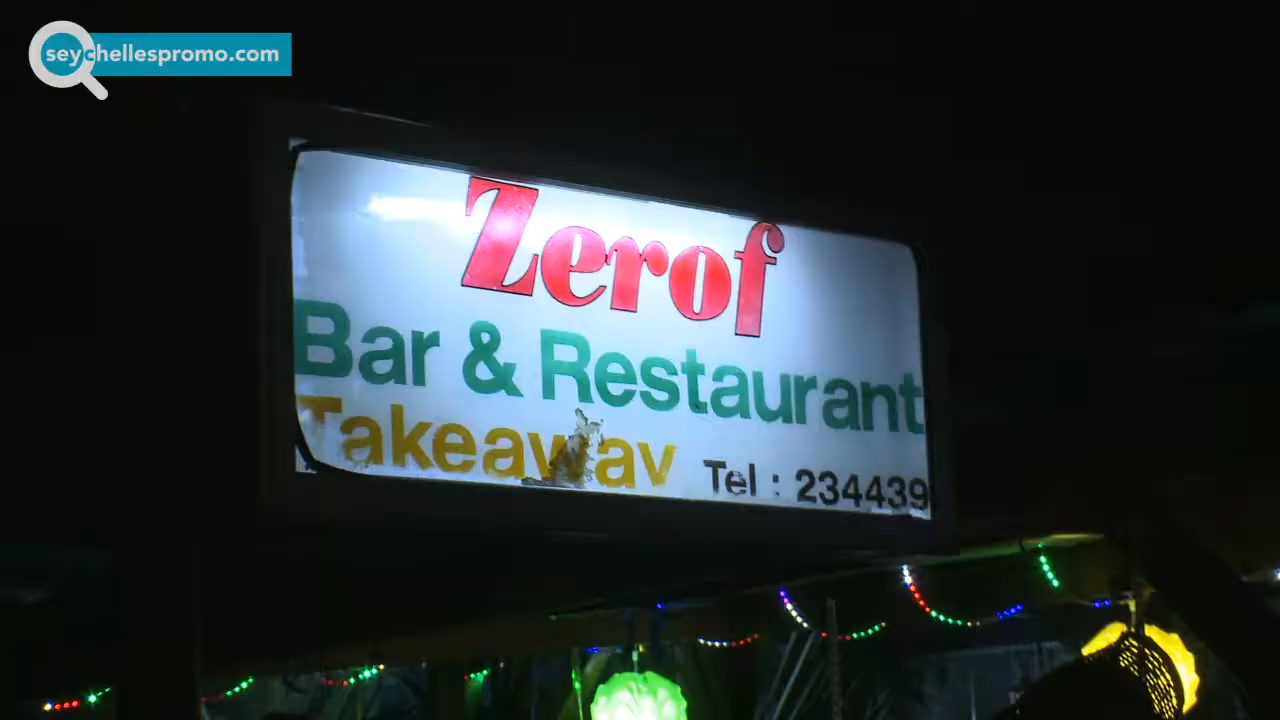 seychellespromo.com
Zerof
Bar & Restaurant
Takeaway
Tel : 234439